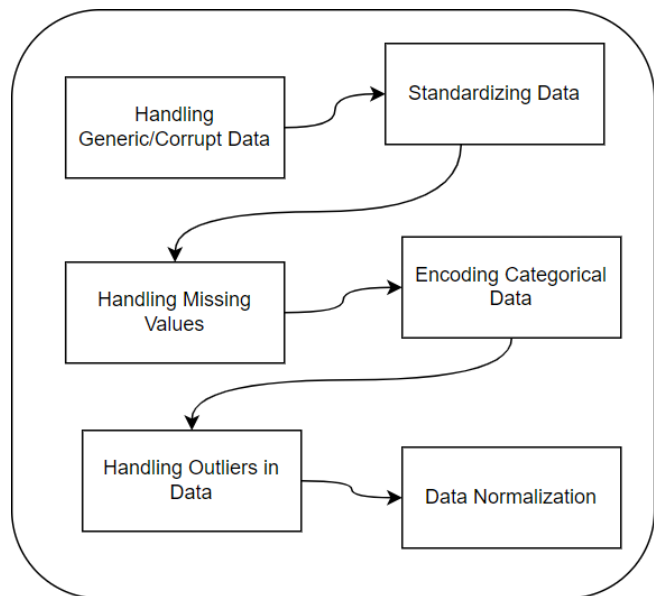 Handling
Generic/Corrupt Data
Standardizing Data
Handling Missing
Values
Encoding Categorical
Data
Handling Outliers in
Data
Data Normalization